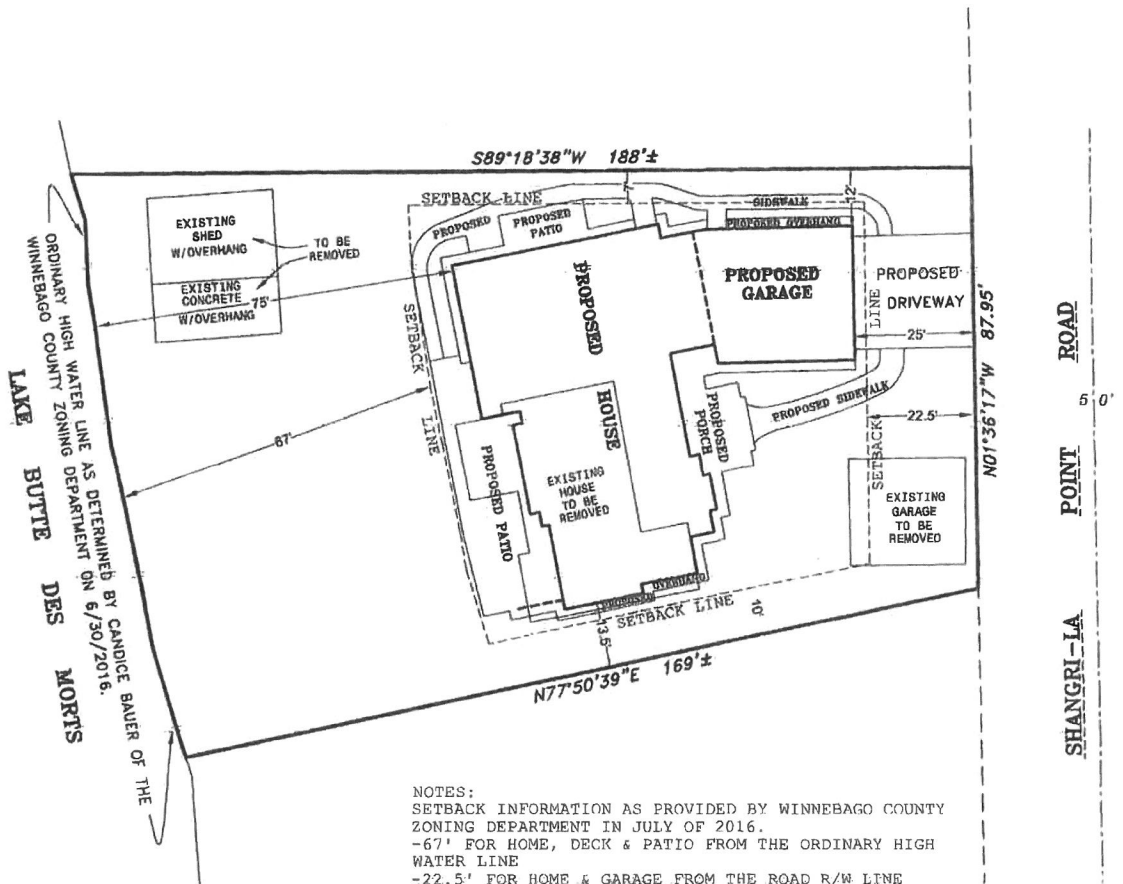 S89°18'38"W 188'±
SETBACK LINE
7'
12'
SIDEWALK
PROPOSED OVERHANG
PROPOSED
PROPOSED
PATIO
EXISTING
SHED
W/OVERHANG
TO BE
REMOVED
EXISTING
CONCRETE
W/OVERHANG
75'
PROPOSED
HOUSE
PROPOSED
GARAGE
PROPOSED
DRIVEWAY
LINE
25'
N01°36'17"W 87.95'
SETBACK
LINE
67'
PROPOSED
PORCH
PROPOSED SIDEWALK
22.5'
SETBACK
EXISTING
HOUSE
TO BE
REMOVED
PROPOSED PATIO
EXISTING
GARAGE
TO BE
REMOVED
PROPOSED
OVERHANG
SETBACK LINE
10'
13.5'
N77°50'39"E 169'±
ORDINARY HIGH WATER LINE AS DETERMINED BY CANDICE BAUER OF THE
WINNEBAGO COUNTY ZONING DEPARTMENT ON 6/30/2016.
LAKE BUTTE DES MORTS
SHANGRI-LA POINT ROAD
50'
NOTES:
SETBACK INFORMATION AS PROVIDED BY WINNEBAGO COUNTY
ZONING DEPARTMENT IN JULY OF 2016.
-67' FOR HOME, DECK & PATIO FROM THE ORDINARY HIGH
WATER LINE
-22.5' FOR HOME & GARAGE FROM THE ROAD R/W LINE